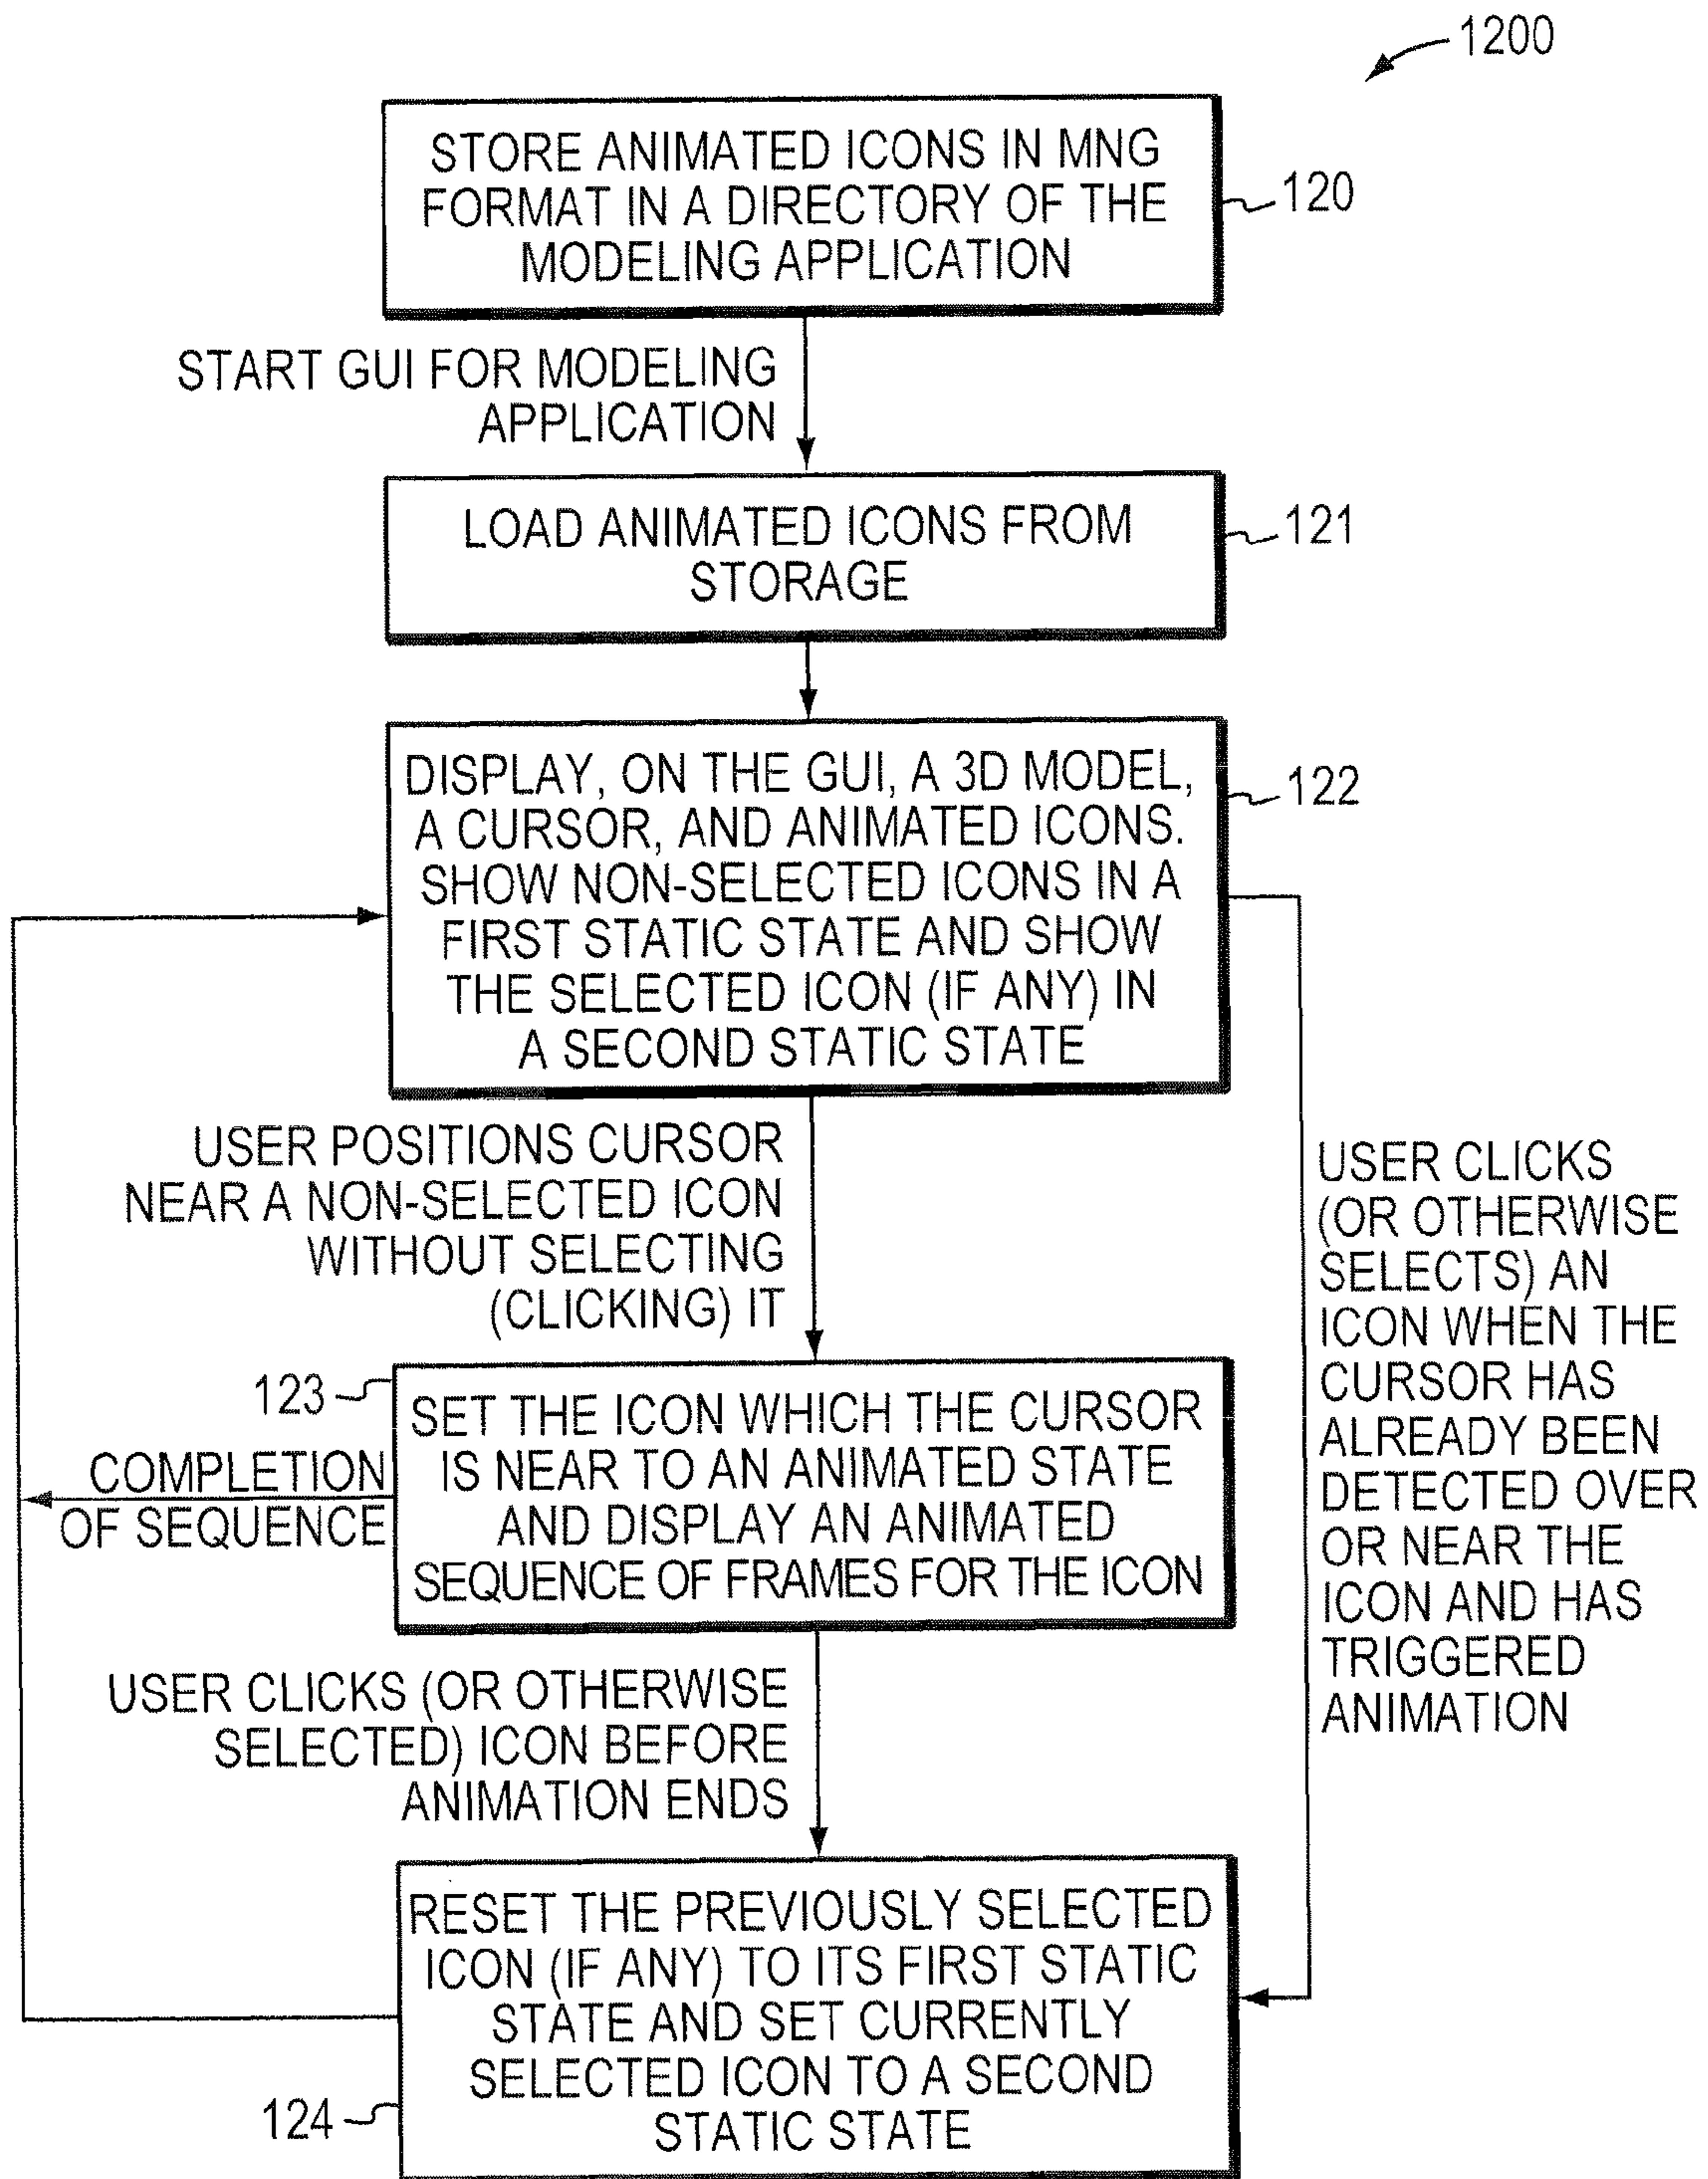 1200
STORE ANIMATED ICONS IN MNG
FORMAT IN A DIRECTORY OF THE
MODELING APPLICATION
120
START GUI FOR MODELING
APPLICATION
LOAD ANIMATED ICONS FROM
STORAGE
121
DISPLAY, ON THE GUI, A 3D MODEL,
A CURSOR, AND ANIMATED ICONS.
SHOW NON-SELECTED ICONS IN A
FIRST STATIC STATE AND SHOW
THE SELECTED ICON (IF ANY) IN
A SECOND STATIC STATE
122
USER POSITIONS CURSOR
NEAR A NON-SELECTED ICON
WITHOUT SELECTING
(CLICKING) IT
USER CLICKS
(OR OTHERWISE
SELECTS) AN
ICON WHEN THE
CURSOR HAS
ALREADY BEEN
DETECTED OVER
OR NEAR THE
ICON AND HAS
TRIGGERED
ANIMATION
123
SET THE ICON WHICH THE CURSOR
IS NEAR TO AN ANIMATED STATE
AND DISPLAY AN ANIMATED
SEQUENCE OF FRAMES FOR THE ICON
COMPLETION
OF SEQUENCE
USER CLICKS (OR OTHERWISE
SELECTED) ICON BEFORE
ANIMATION ENDS
RESET THE PREVIOUSLY SELECTED
ICON (IF ANY) TO ITS FIRST STATIC
STATE AND SET CURRENTLY
SELECTED ICON TO A SECOND
STATIC STATE
124